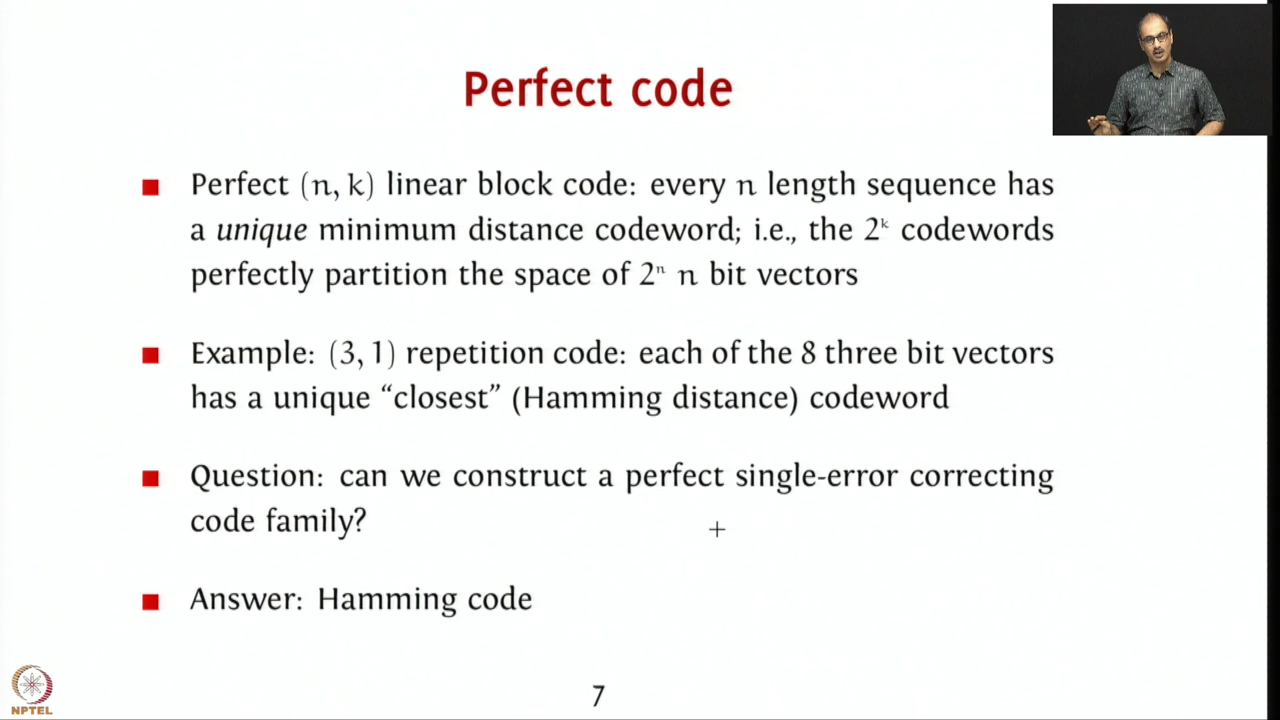 Perfect code
■ Perfect (n, k) linear block code: every n length sequence has
a unique minimum distance codeword; i.e., the 2ᵏ codewords
perfectly partition the space of 2ⁿ n bit vectors
■ Example: (3, 1) repetition code: each of the 8 three bit vectors
has a unique “closest” (Hamming distance) codeword
■ Question: can we construct a perfect single-error correcting
code family?
■ Answer: Hamming code
NPTEL
7